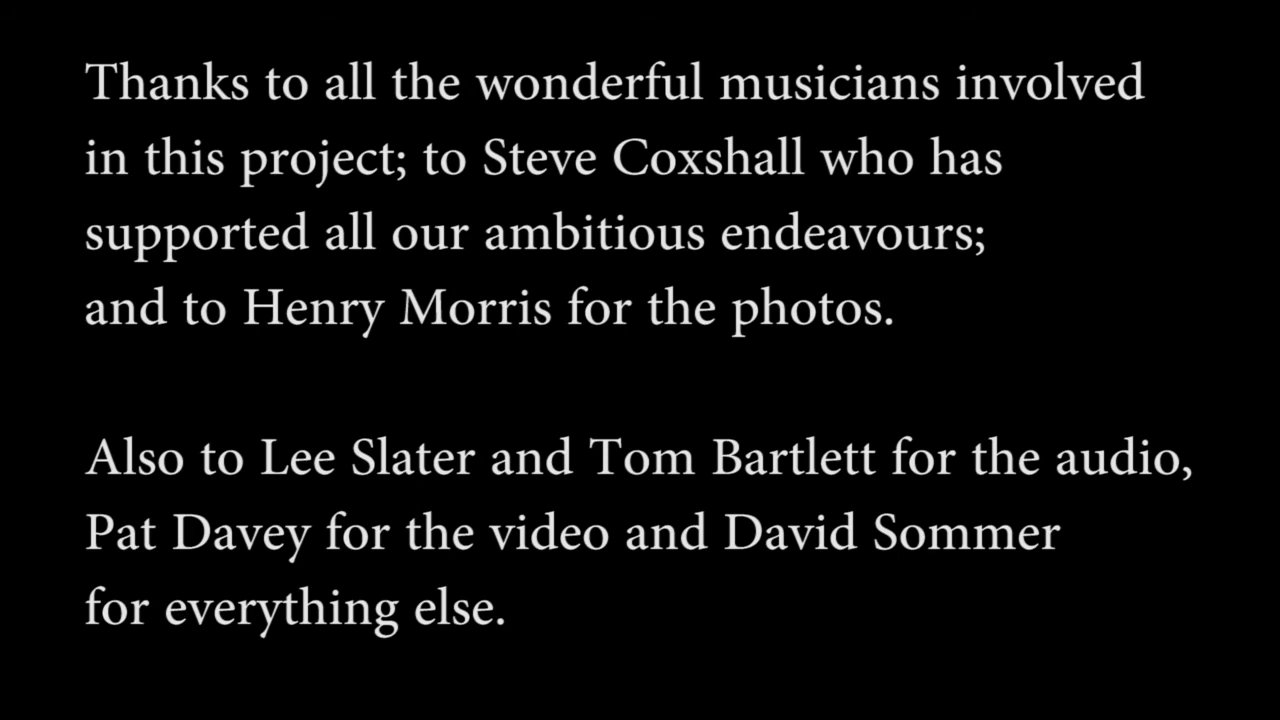 Thanks to all the wonderful musicians involved
in this project; to Steve Coxshall who has
supported all our ambitious endeavours;
and to Henry Morris for the photos.
Also to Lee Slater and Tom Bartlett for the audio,
Pat Davey for the video and David Sommer
for everything else.